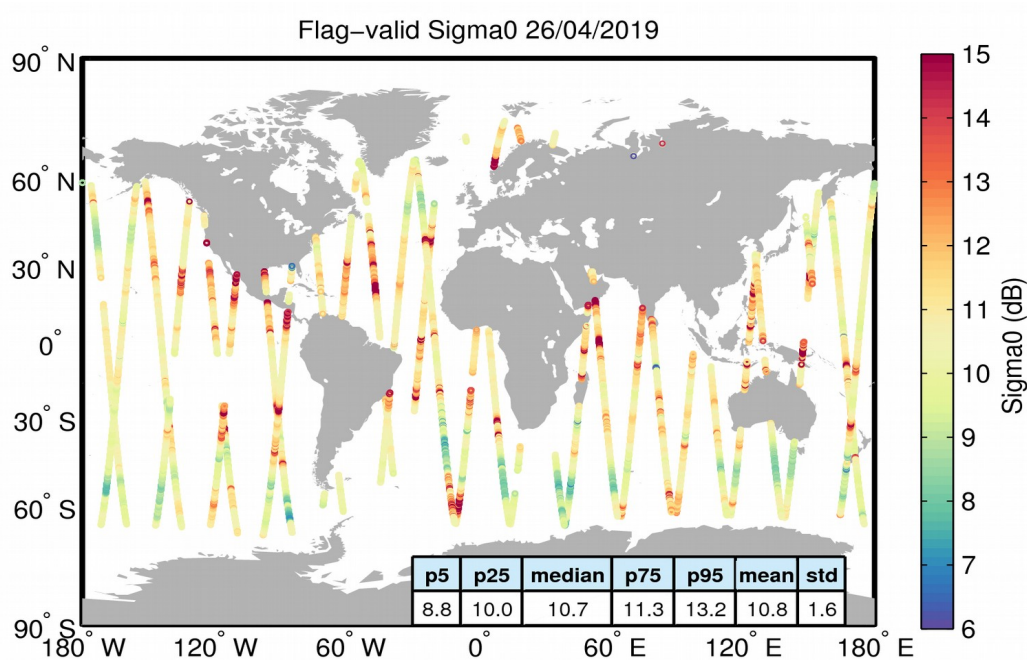 Flag−valid Sigma0 26/04/2019
90° N
60° N
30° N
0°
30° S
60° S
90° S
180° W
120° W
60° W
0°
60° E
120° E
180° E
15
14
13
12
11
10
9
8
7
6
Sigma0 (dB)
p5 p25 median p75 p95 mean std
8.8 10.0 10.7 11.3 13.2 10.8 1.6